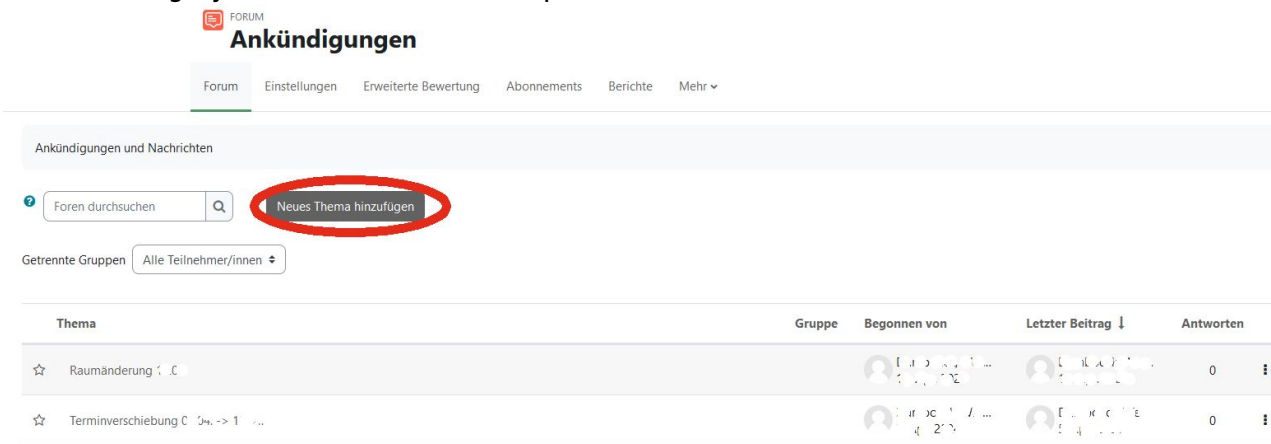 FORUM
Ankündigungen
Forum Einstellungen Erweiterte Bewertung Abonnements Berichte Mehr
Ankündigungen und Nachrichten
Foren durchsuchen Neues Thema hinzufügen
Getrennte Gruppen Alle Teilnehmer/innen
Thema Gruppe Begonnen von Letzter Beitrag Antworten
Raumänderung 0
Terminverschiebung 0